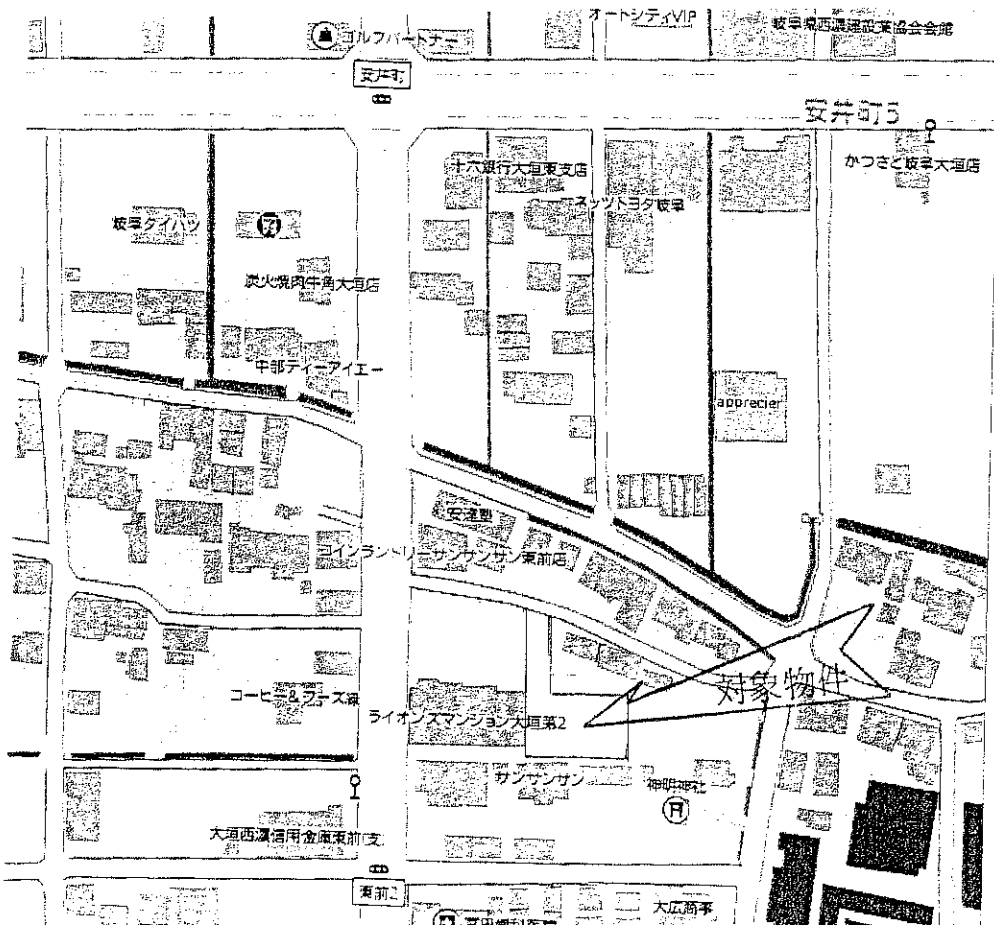 オートシティVIP
岐阜県西濃建設業協会会館
ゴルフパートナー
安井町
安井町5
十六銀行大垣東支店
かつさと岐阜大垣店
ネッツトヨタ岐阜
岐阜ダイハツ
炭火焼肉牛角大垣店
中部ティーアイエー
apprecier
安達塾
コインランドリーサンサンサン東前店
対象物件
コーヒー&フーズ緑
ライオンズマンション大垣第2
サンサンサン
神明神社
大垣西濃信用金庫東前支
東前2
大広商事